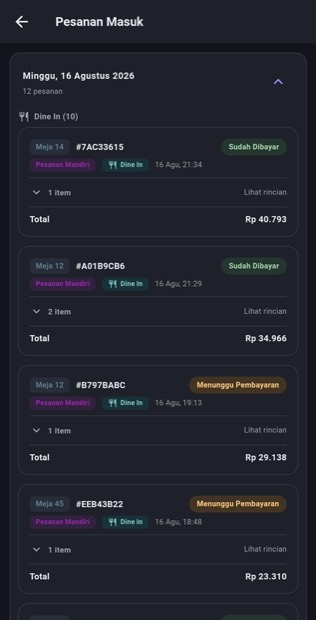 Pesanan Masuk
Minggu, 16 Agustus 2026
12 pesanan
Dine In (10)
Meja 14 #7AC33615 Sudah Dibayar
Pesanan Mandiri Dine In 16 Agu, 21:34
1 item Lihat rincian
Total Rp 40.793
Meja 12 #A01B9CB6 Sudah Dibayar
Pesanan Mandiri Dine In 16 Agu, 21:29
2 item Lihat rincian
Total Rp 34.966
Meja 12 #B797BABC Menunggu Pembayaran
Pesanan Mandiri Dine In 16 Agu, 19:13
1 item Lihat rincian
Total Rp 29.138
Meja 45 #EEB43B22 Menunggu Pembayaran
Pesanan Mandiri Dine In 16 Agu, 18:48
1 item Lihat rincian
Total Rp 23.310